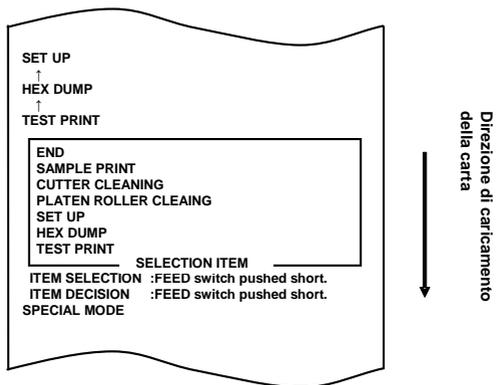 SET UP
↑
HEX DUMP
↑
TEST PRINT
END
SAMPLE PRINT
CUTTER CLEANING
PLATEN ROLLER CLEAING
SET UP
HEX DUMP
TEST PRINT
SELECTION ITEM
ITEM SELECTION :FEED switch pushed short.
ITEM DECISION :FEED switch pushed short.
SPECIAL MODE
Direzione di caricamento
della carta